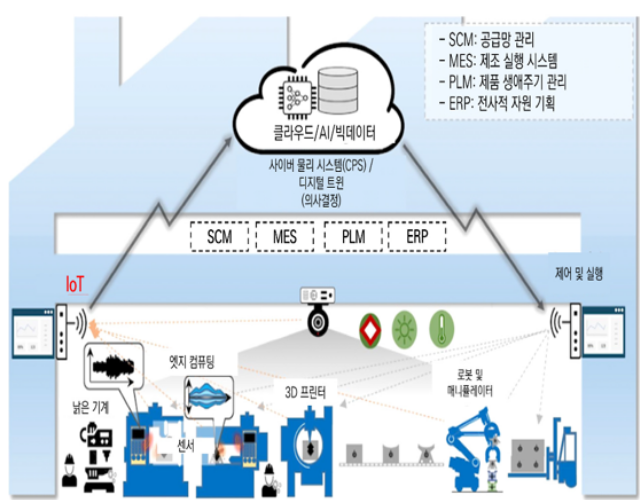 - SCM: 공급망 관리
- MES: 제조 실행 시스템
- PLM: 제품 생애주기 관리
- ERP: 전사적 자원 기획
클라우드/AI/빅데이터
사이버 물리 시스템(CPS) /
디지털 트윈
(의사결정)
SCM
MES
PLM
ERP
IoT
제어 및 실행
엣지 컴퓨팅
3D 프린터
로봇 및
매니퓰레이터
낡은 기계
센서